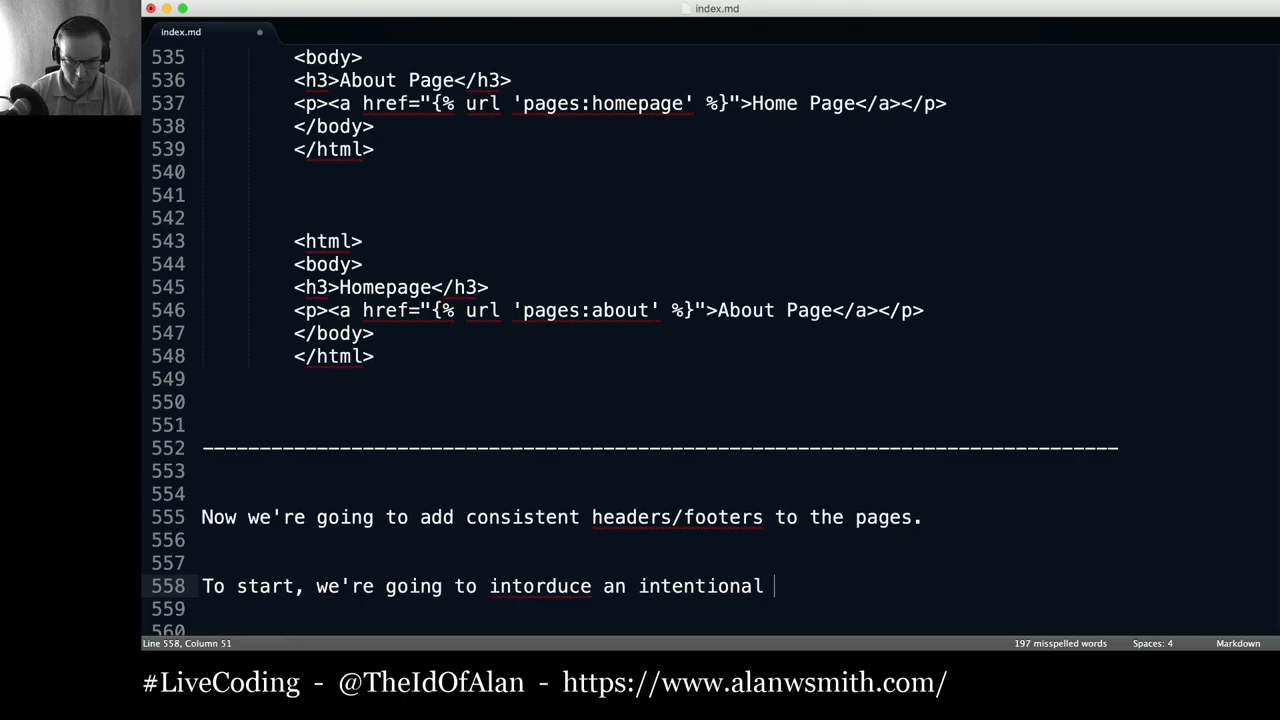 index.md
index.md
535 <body>
536 <h3>About Page</h3>
537 <p><a href="{% url 'pages:homepage' %}">Home Page</a></p>
538 </body>
539 </html>
540
541
542
543 <html>
544 <body>
545 <h3>Homepage</h3>
546 <p><a href="{% url 'pages:about' %}">About Page</a></p>
547 </body>
548 </html>
549
550
551
552 --------------------------------------------------------------------------------
553
554
555 Now we're going to add consistent headers/footers to the pages.
556
557
558 To start, we're going to intorduce an intentional
559
560
Line 558, Column 51 197 misspelled words Spaces: 4 Markdown
#LiveCoding - @TheIdOfAlan - https://www.alanwsmith.com/